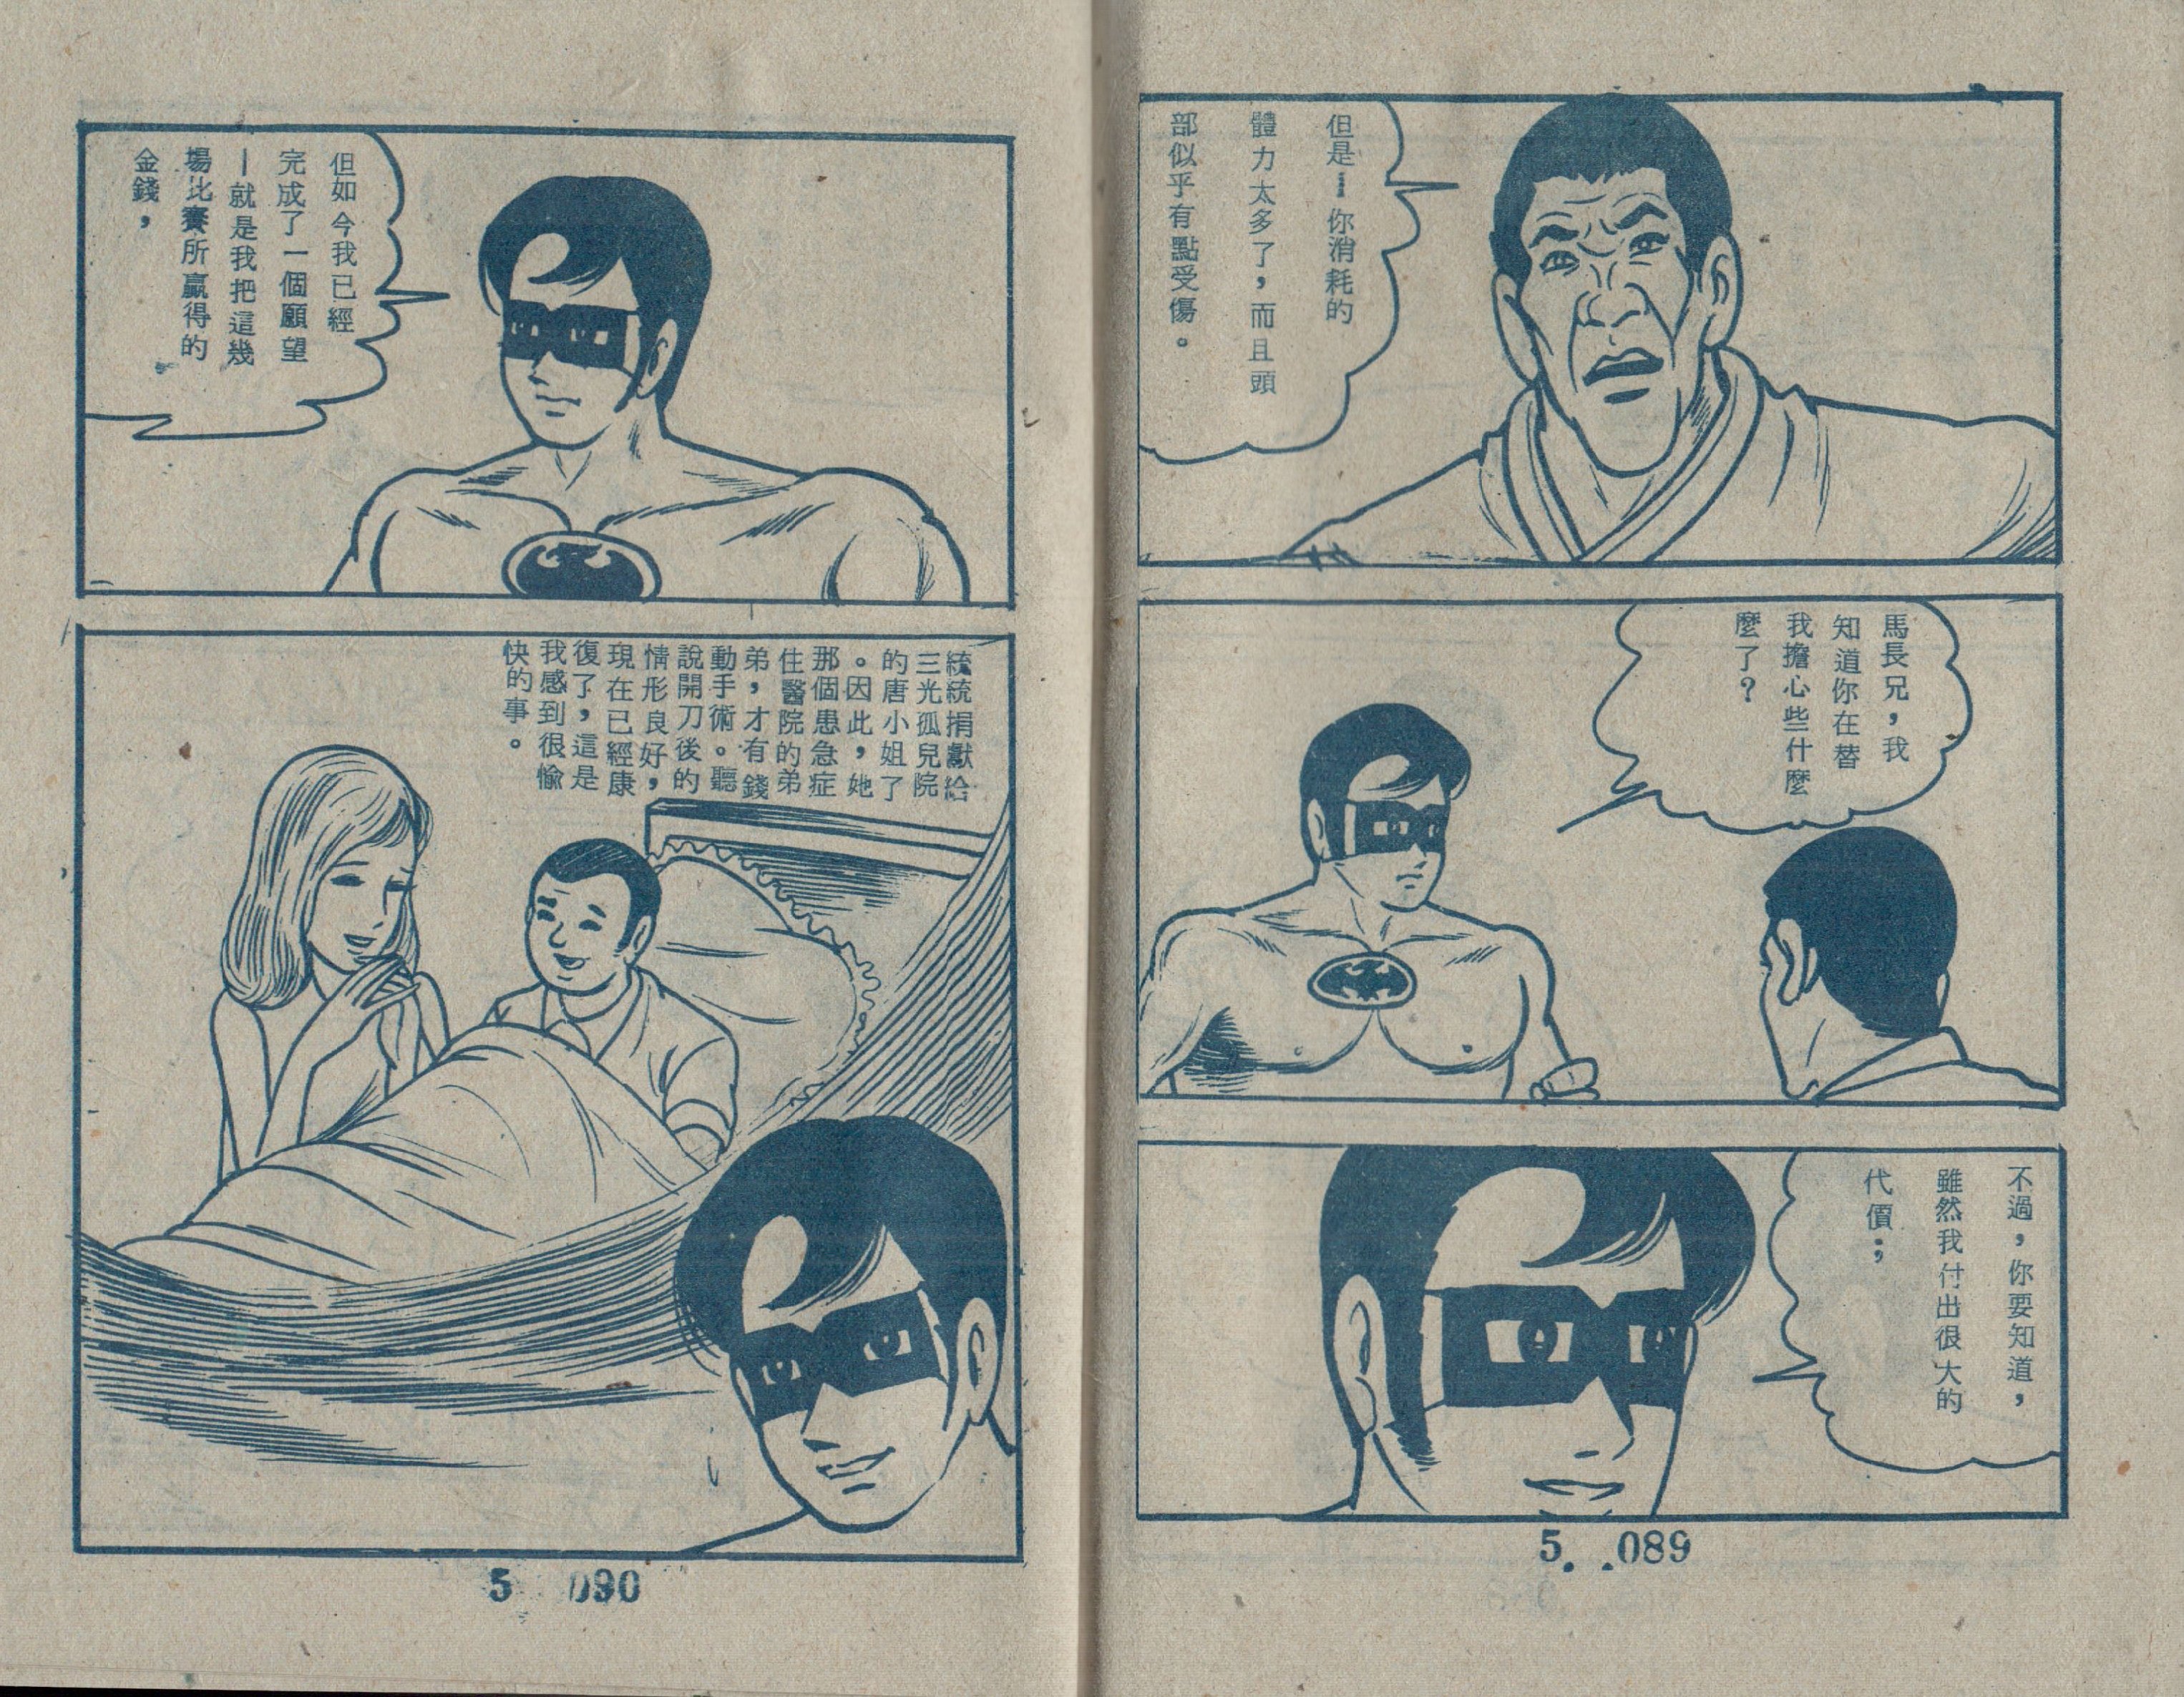 但是┅你消耗的
體力太多了，而且頭
部似乎有點受傷。
馬長兄，我
知道你在替
我擔心些什麼
麼了？
不過，你要知道，
雖然我付出很大的
代價；
5. .089
但如今我已經
完成了一個願望
—就是我把這幾
場比賽所贏得的
金錢，
統統捐獻給
三光孤兒院
的唐小姐了
。因此，她
那個患急症
住醫院的弟
弟，才有錢
動手術。聽
說開刀後的
情形良好，
現在已經康
復了，這是
我感到很愉
快的事。
5 090